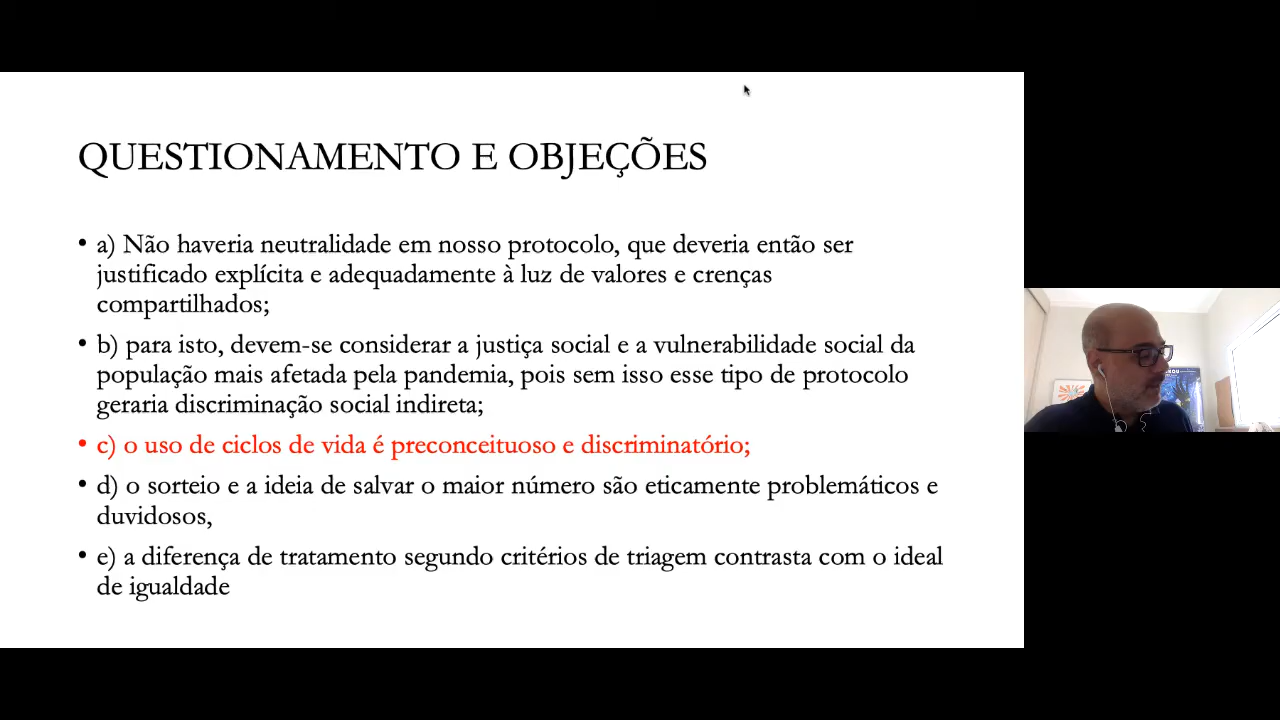 QUESTIONAMENTO E OBJEÇÕES
• a) Não haveria neutralidade em nosso protocolo, que deveria então ser
justificado explícita e adequadamente à luz de valores e crenças
compartilhados;
• b) para isto, devem-se considerar a justiça social e a vulnerabilidade social da
população mais afetada pela pandemia, pois sem isso esse tipo de protocolo
geraria discriminação social indireta;
• c) o uso de ciclos de vida é preconceituoso e discriminatório;
• d) o sorteio e a ideia de salvar o maior número são eticamente problemáticos e
duvidosos,
• e) a diferença de tratamento segundo critérios de triagem contrasta com o ideal
de igualdade